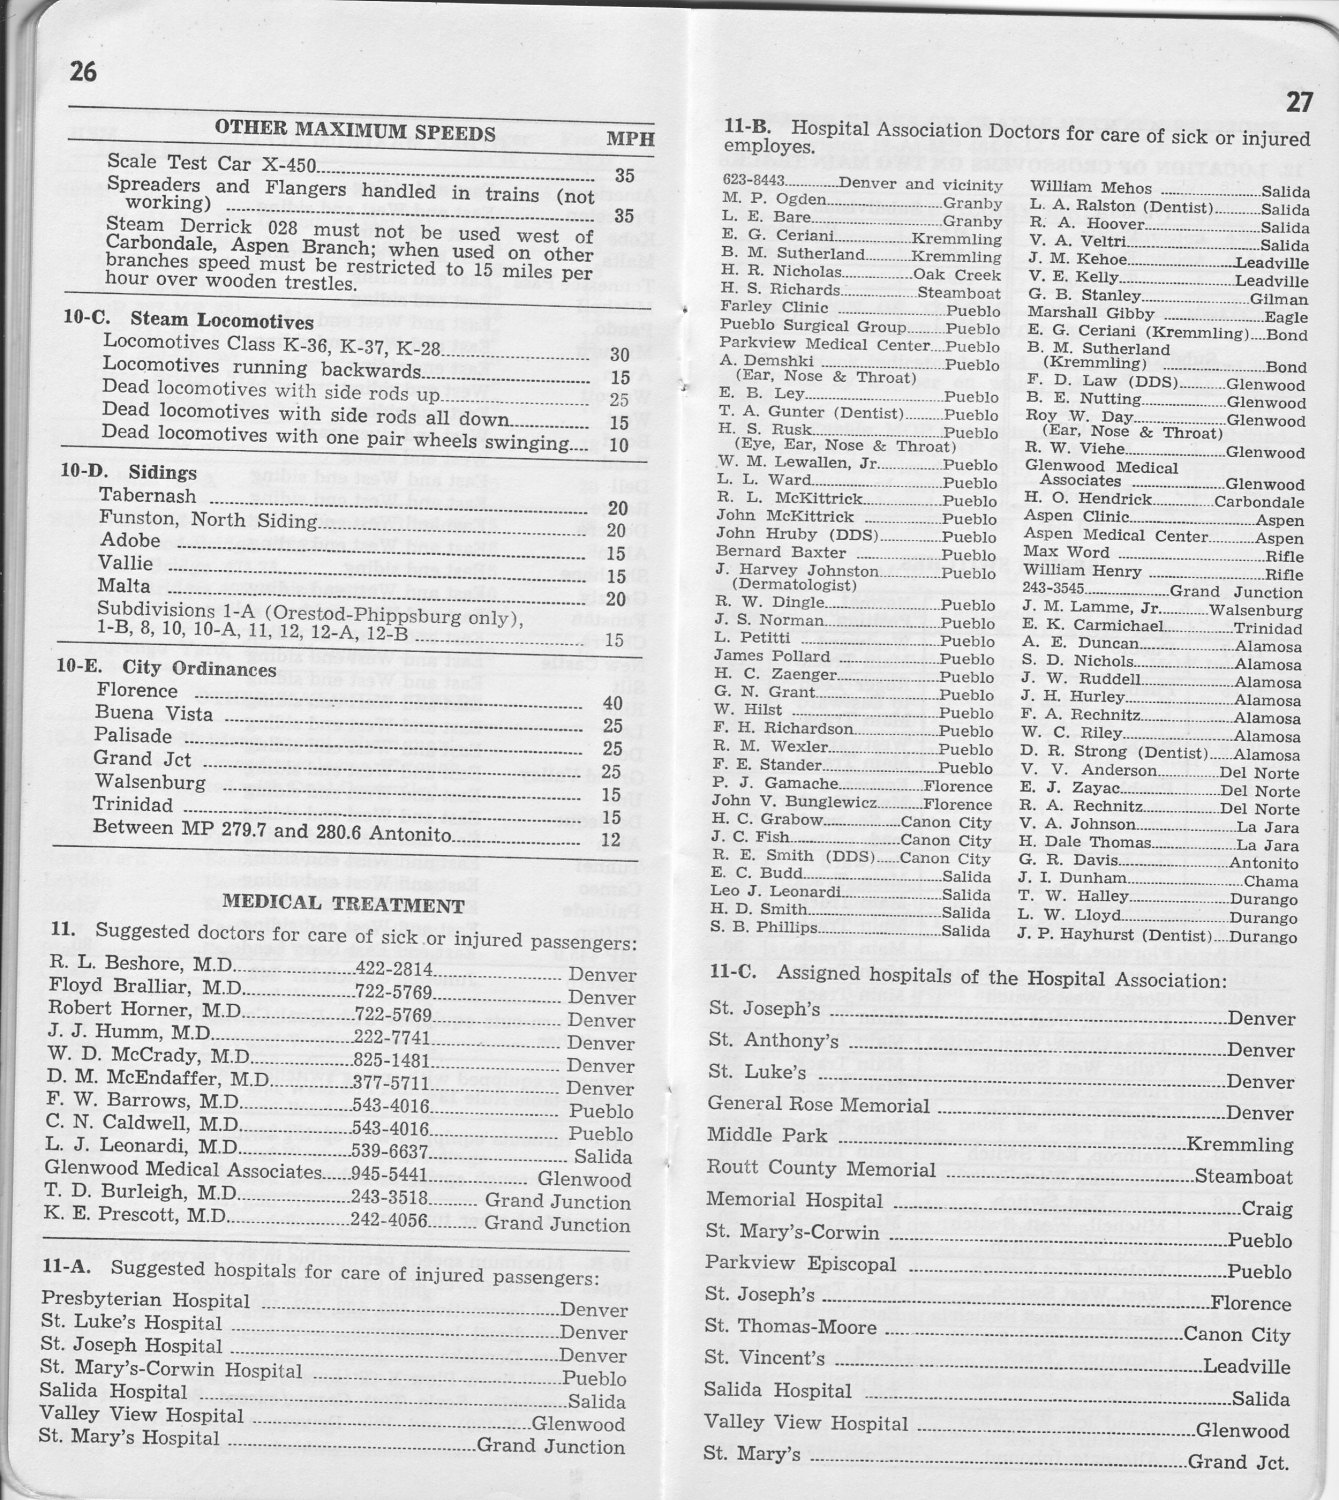 26
OTHER MAXIMUM SPEEDS MPH
Scale Test Car X-450 35
Spreaders and Flangers handled in trains (not
working) 35
Steam Derrick 028 must not be used west of
Carbondale, Aspen Branch; when used on other
branches speed must be restricted to 15 miles per
hour over wooden trestles.
10-C. Steam Locomotives
Locomotives Class K-36, K-37, K-28 30
Locomotives running backwards 15
Dead locomotives with side rods up 25
Dead locomotives with side rods all down 15
Dead locomotives with one pair wheels swinging 10
10-D. Sidings
Tabernash 20
Funston, North Siding 20
Adobe 15
Vallie 15
Malta 20
Subdivisions 1-A (Orestod-Phippsburg only),
1-B, 8, 10, 10-A, 11, 12, 12-A, 12-B 15
10-E. City Ordinances
Florence 40
Buena Vista 25
Palisade 25
Grand Jct 25
Walsenburg 15
Trinidad 15
Between MP 279.7 and 280.6 Antonito 12
MEDICAL TREATMENT
11. Suggested doctors for care of sick or injured passengers:
R. L. Beshore, M.D. 422-2814 Denver
Floyd Bralliar, M.D. 722-5769 Denver
Robert Horner, M.D. 722-5769 Denver
J. J. Humm, M.D. 222-7741 Denver
W. D. McCrady, M.D. 825-1481 Denver
D. M. McEndaffer, M.D. 377-5711 Denver
F. W. Barrows, M.D. 543-4016 Pueblo
C. N. Caldwell, M.D. 543-4016 Pueblo
L. J. Leonardi, M.D. 539-6637 Salida
Glenwood Medical Associates 945-5441 Glenwood
T. D. Burleigh, M.D. 243-3518 Grand Junction
K. E. Prescott, M.D. 242-4056 Grand Junction
11-A. Suggested hospitals for care of injured passengers:
Presbyterian Hospital Denver
St. Luke's Hospital Denver
St. Joseph Hospital Denver
St. Mary's-Corwin Hospital Pueblo
Salida Hospital Salida
Valley View Hospital Glenwood
St. Mary's Hospital Grand Junction
27
11-B. Hospital Association Doctors for care of sick or injured
employes.
623-8443 Denver and vicinity
M. P. Ogden Granby
L. E. Bare Granby
E. G. Ceriani Kremmling
B. M. Sutherland Kremmling
H. R. Nicholas Oak Creek
H. S. Richards Steamboat
Farley Clinic Pueblo
Pueblo Surgical Group Pueblo
Parkview Medical Center Pueblo
A. Demshki Pueblo
(Ear, Nose & Throat)
E. B. Ley Pueblo
T. A. Gunter (Dentist) Pueblo
H. S. Rusk Pueblo
(Eye, Ear, Nose & Throat)
W. M. Lewallen, Jr. Pueblo
L. L. Ward Pueblo
R. L. McKittrick Pueblo
John McKittrick Pueblo
John Hruby (DDS) Pueblo
Bernard Baxter Pueblo
J. Harvey Johnston Pueblo
(Dermatologist)
R. W. Dingle Pueblo
J. S. Norman Pueblo
L. Petitti Pueblo
James Pollard Pueblo
H. C. Zaenger Pueblo
G. N. Grant Pueblo
W. Hilst Pueblo
F. H. Richardson Pueblo
R. M. Wexler Pueblo
F. E. Stander Pueblo
P. J. Gamache Florence
John V. Bunglewicz Florence
H. C. Grabow Canon City
J. C. Fish Canon City
R. E. Smith (DDS) Canon City
E. C. Budd Salida
Leo J. Leonardi Salida
H. D. Smith Salida
S. B. Phillips Salida
William Mehos Salida
L. A. Ralston (Dentist) Salida
R. A. Hoover Salida
V. A. Veltri Salida
J. M. Kehoe Leadville
V. E. Kelly Leadville
G. B. Stanley Gilman
Marshall Gibby Eagle
E. G. Ceriani (Kremmling) Bond
B. M. Sutherland
(Kremmling) Bond
F. D. Law (DDS) Glenwood
B. E. Nutting Glenwood
Roy W. Day Glenwood
(Ear, Nose & Throat)
R. W. Viehe Glenwood
Glenwood Medical
Associates Glenwood
H. O. Hendrick Carbondale
Aspen Clinic Aspen
Aspen Medical Center Aspen
Max Word Rifle
William Henry Rifle
243-3545 Grand Junction
J. M. Lamme, Jr. Walsenburg
E. K. Carmichael Trinidad
A. E. Duncan Alamosa
S. D. Nichols Alamosa
J. W. Ruddell Alamosa
J. H. Hurley Alamosa
F. A. Rechnitz Alamosa
W. C. Riley Alamosa
D. R. Strong (Dentist) Alamosa
V. V. Anderson Del Norte
E. J. Zayac Del Norte
R. A. Rechnitz Del Norte
V. A. Johnson La Jara
H. Dale Thomas La Jara
G. R. Davis Antonito
J. I. Dunham Chama
T. W. Halley Durango
L. W. Lloyd Durango
J. P. Hayhurst (Dentist) Durango
11-C. Assigned hospitals of the Hospital Association:
St. Joseph's Denver
St. Anthony's Denver
St. Luke's Denver
General Rose Memorial Denver
Middle Park Kremmling
Routt County Memorial Steamboat
Memorial Hospital Craig
St. Mary's-Corwin Pueblo
Parkview Episcopal Pueblo
St. Joseph's Florence
St. Thomas-Moore Canon City
St. Vincent's Leadville
Salida Hospital Salida
Valley View Hospital Glenwood
St. Mary's Grand Jct.